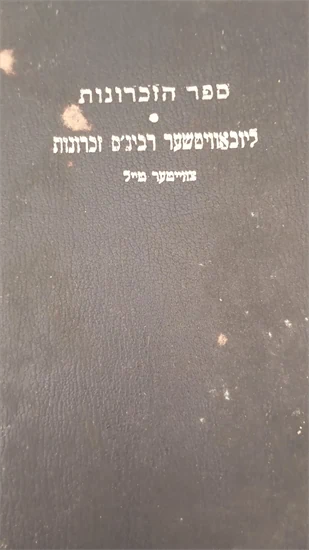 ספר הזכרונות
ליובאוויטשער רבינ׳ס זכרונות
צווייטער טייל